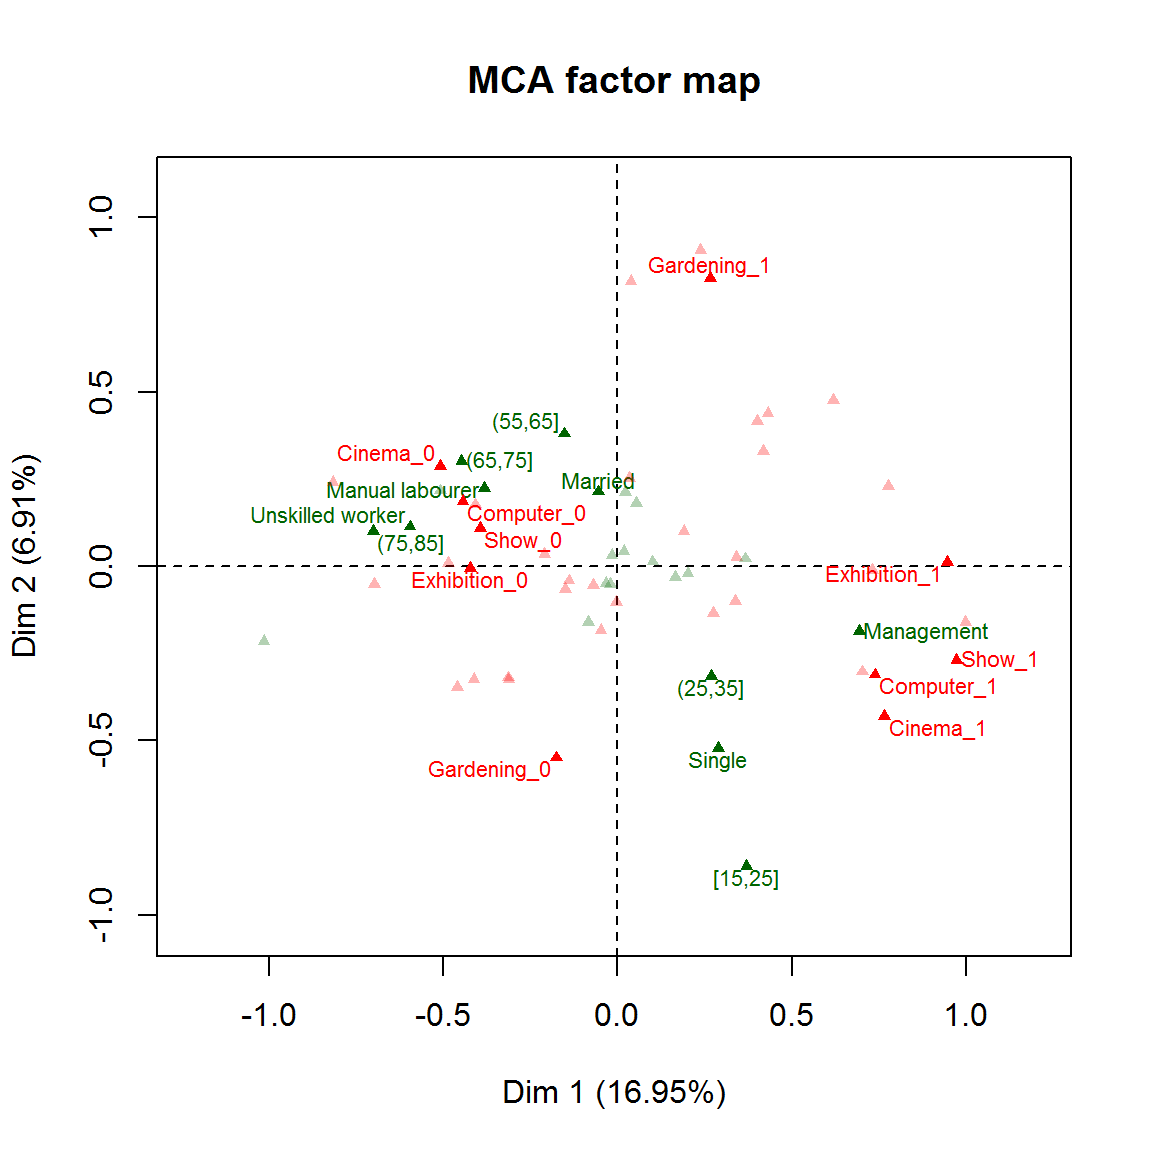 MCA factor map
Dim 2 (6.91%)
1.0
0.5
0.0
-0.5
-1.0
Gardening_1
(55,65]
Cinema_0
(65,75]
Married
Manual labourer
Unskilled worker
Computer_0
Show_0
(75,85]
Exhibition_0
Exhibition_1
Management
Show_1
(25,35]
Computer_1
Cinema_1
Single
Gardening_0
[15,25]
-1.0
-0.5
0.0
0.5
1.0
Dim 1 (16.95%)